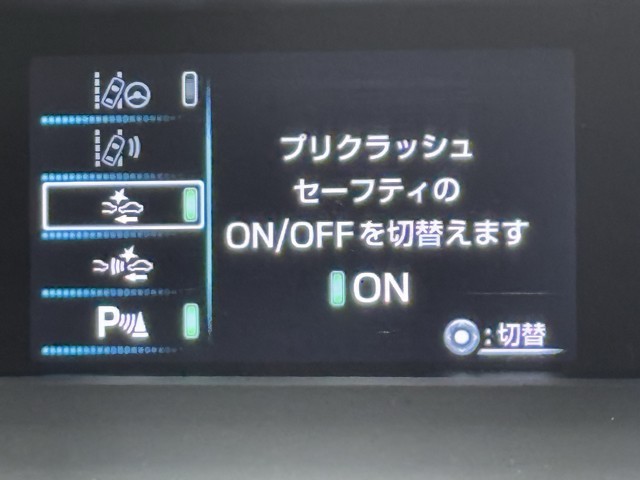 プリクラッシュ
セーフティの
ON/OFFを切替えます
ON
P
:切替